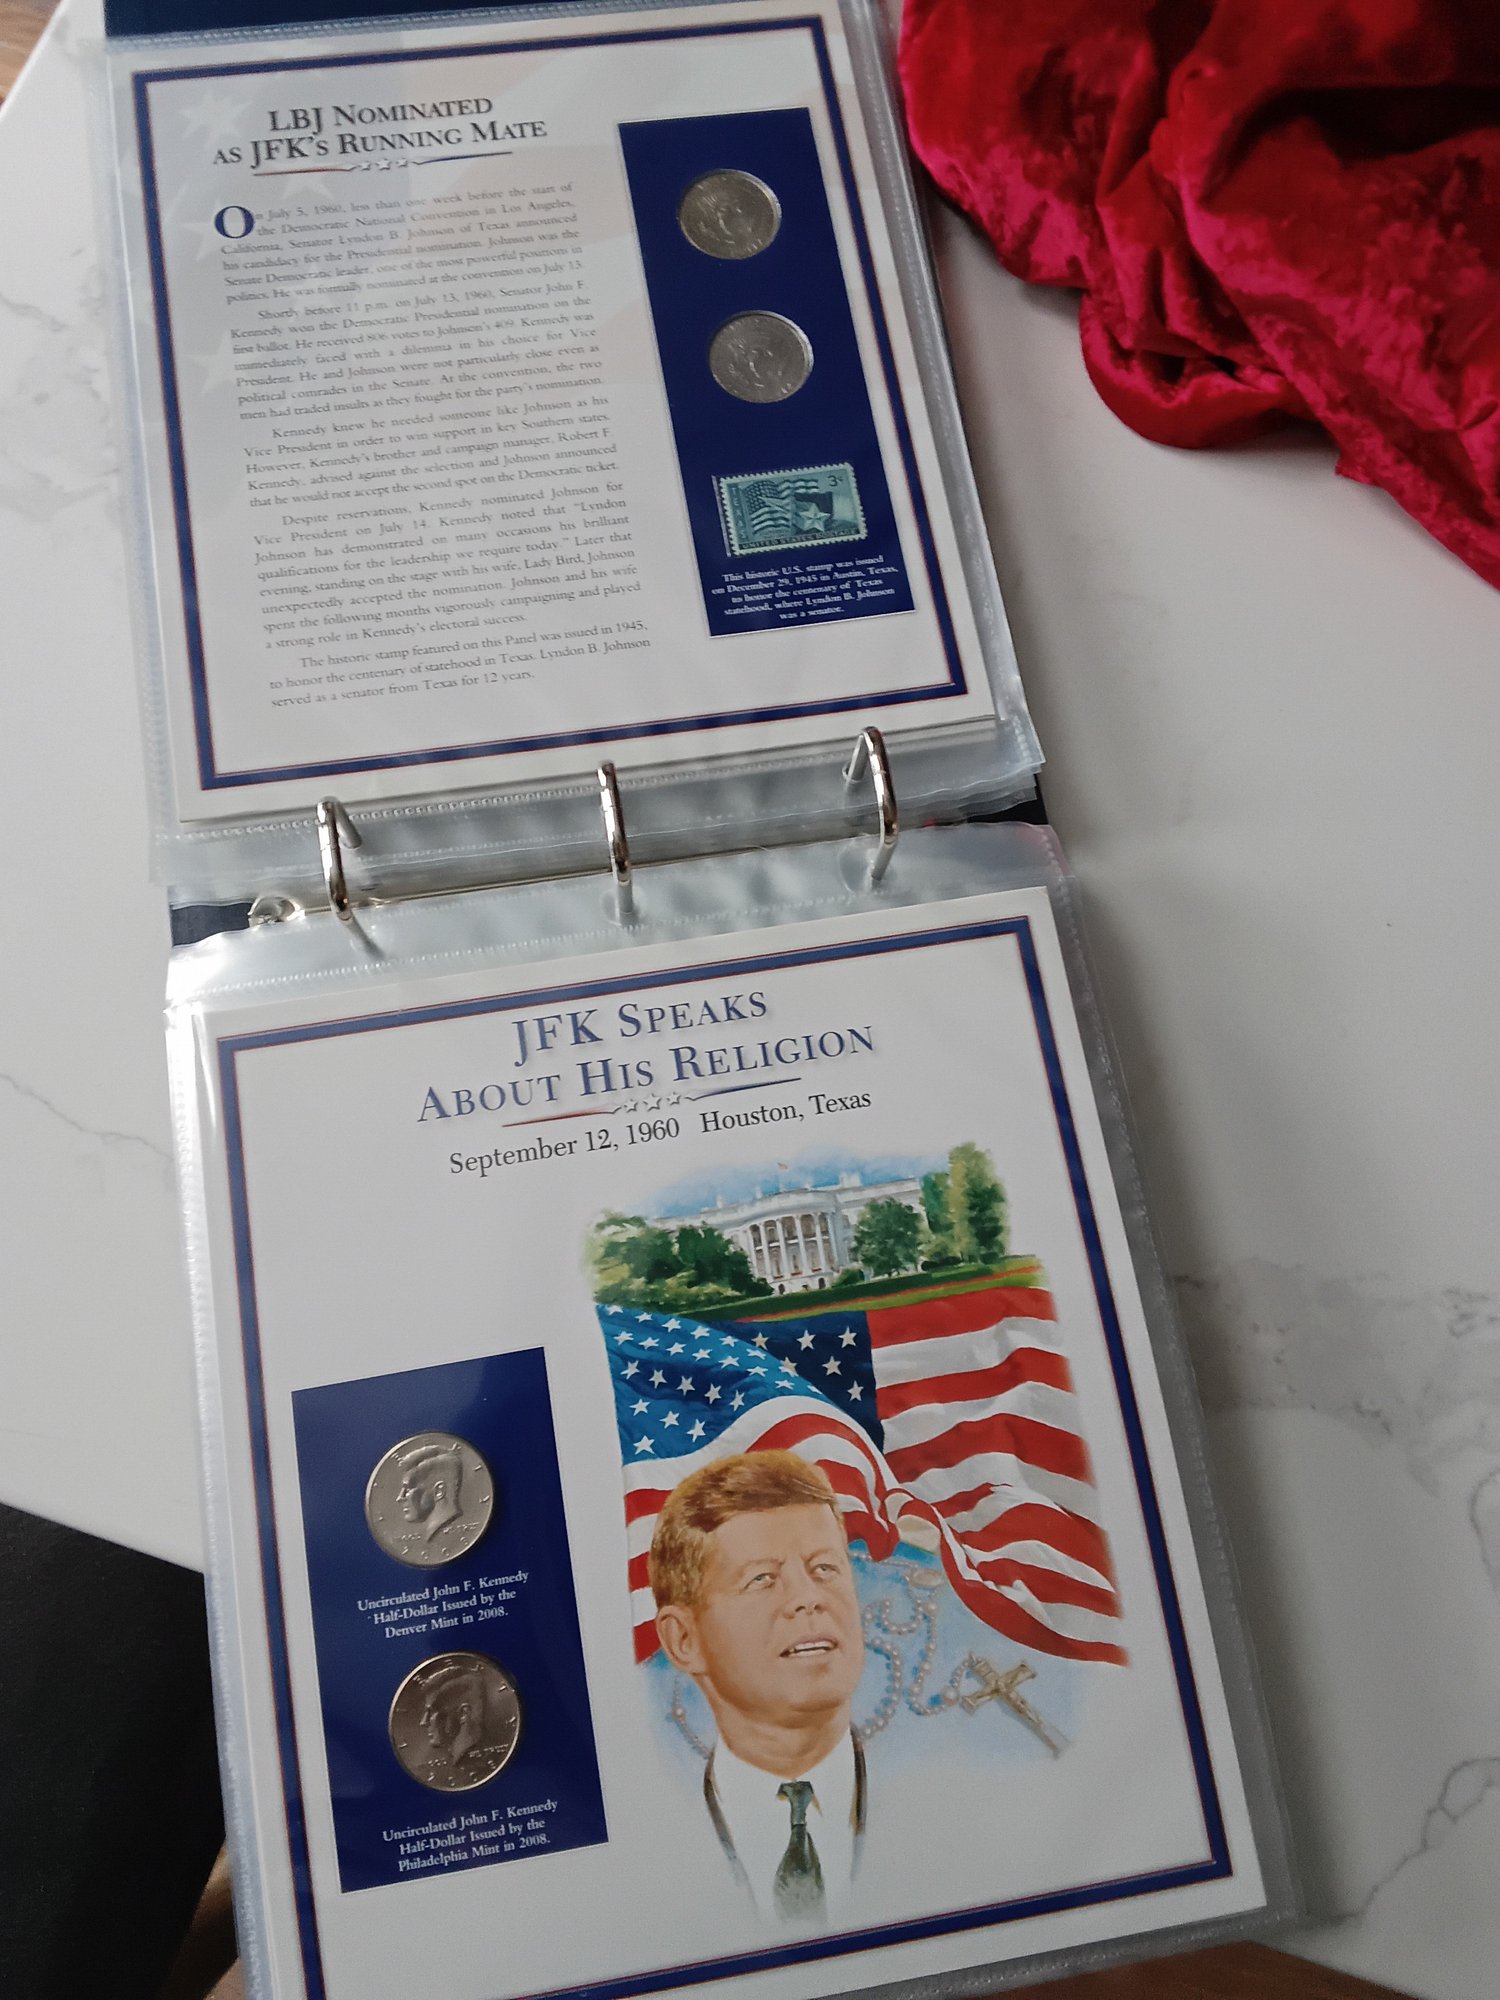 LBJ NOMINATED
AS JFK'S RUNNING MATE
On July 5, 1960, less than one week before the start of
the Democratic National Convention in Los Angeles,
California, Senator Lyndon B. Johnson of Texas announced
his candidacy for the Presidential nomination. Johnson was the
Senate Democratic leader, one of the most powerful positions in
politics. He was formally nominated at the convention on July 13.
Shortly before 11 p.m. on July 13, 1960, Senator John F.
Kennedy won the Democratic Presidential nomination on the
first ballot. He received 806 votes to Johnson's 409. Kennedy was
immediately faced with a dilemma in his choice for Vice
President. He and Johnson were not particularly close even as
political comrades in the Senate. At the convention, the two
men had traded insults as they fought for the party's nomination.
Kennedy knew he needed someone like Johnson as his
Vice President in order to win support in key Southern states.
However, Kennedy's brother and campaign manager, Robert F.
Kennedy, advised against the selection and Johnson announced
that he would not accept the second spot on the Democratic ticket.
Despite reservations, Kennedy nominated Johnson for
Vice President on July 14. Kennedy noted that "Lyndon
Johnson has demonstrated on many occasions his brilliant
qualifications for the leadership we require today." Later that
evening, standing on the stage with his wife, Lady Bird, Johnson
unexpectedly accepted the nomination. Johnson and his wife
spent the following months vigorously campaigning and played
a strong role in Kennedy's electoral success.
The historic stamp featured on this Panel was issued in 1945,
to honor the centenary of statehood in Texas. Lyndon B. Johnson
served as a senator from Texas for 12 years.
3¢
UNITED STATES POSTAGE
This historic U.S. stamp was issued
on December 29, 1945 in Austin, Texas,
to honor the centenary of Texas
statehood, where Lyndon B. Johnson
was a senator.
JFK SPEAKS
ABOUT HIS RELIGION
September 12, 1960 Houston, Texas
2008
Uncirculated John F. Kennedy
Half-Dollar Issued by the
Denver Mint in 2008.
2008
Uncirculated John F. Kennedy
Half-Dollar Issued by the
Philadelphia Mint in 2008.